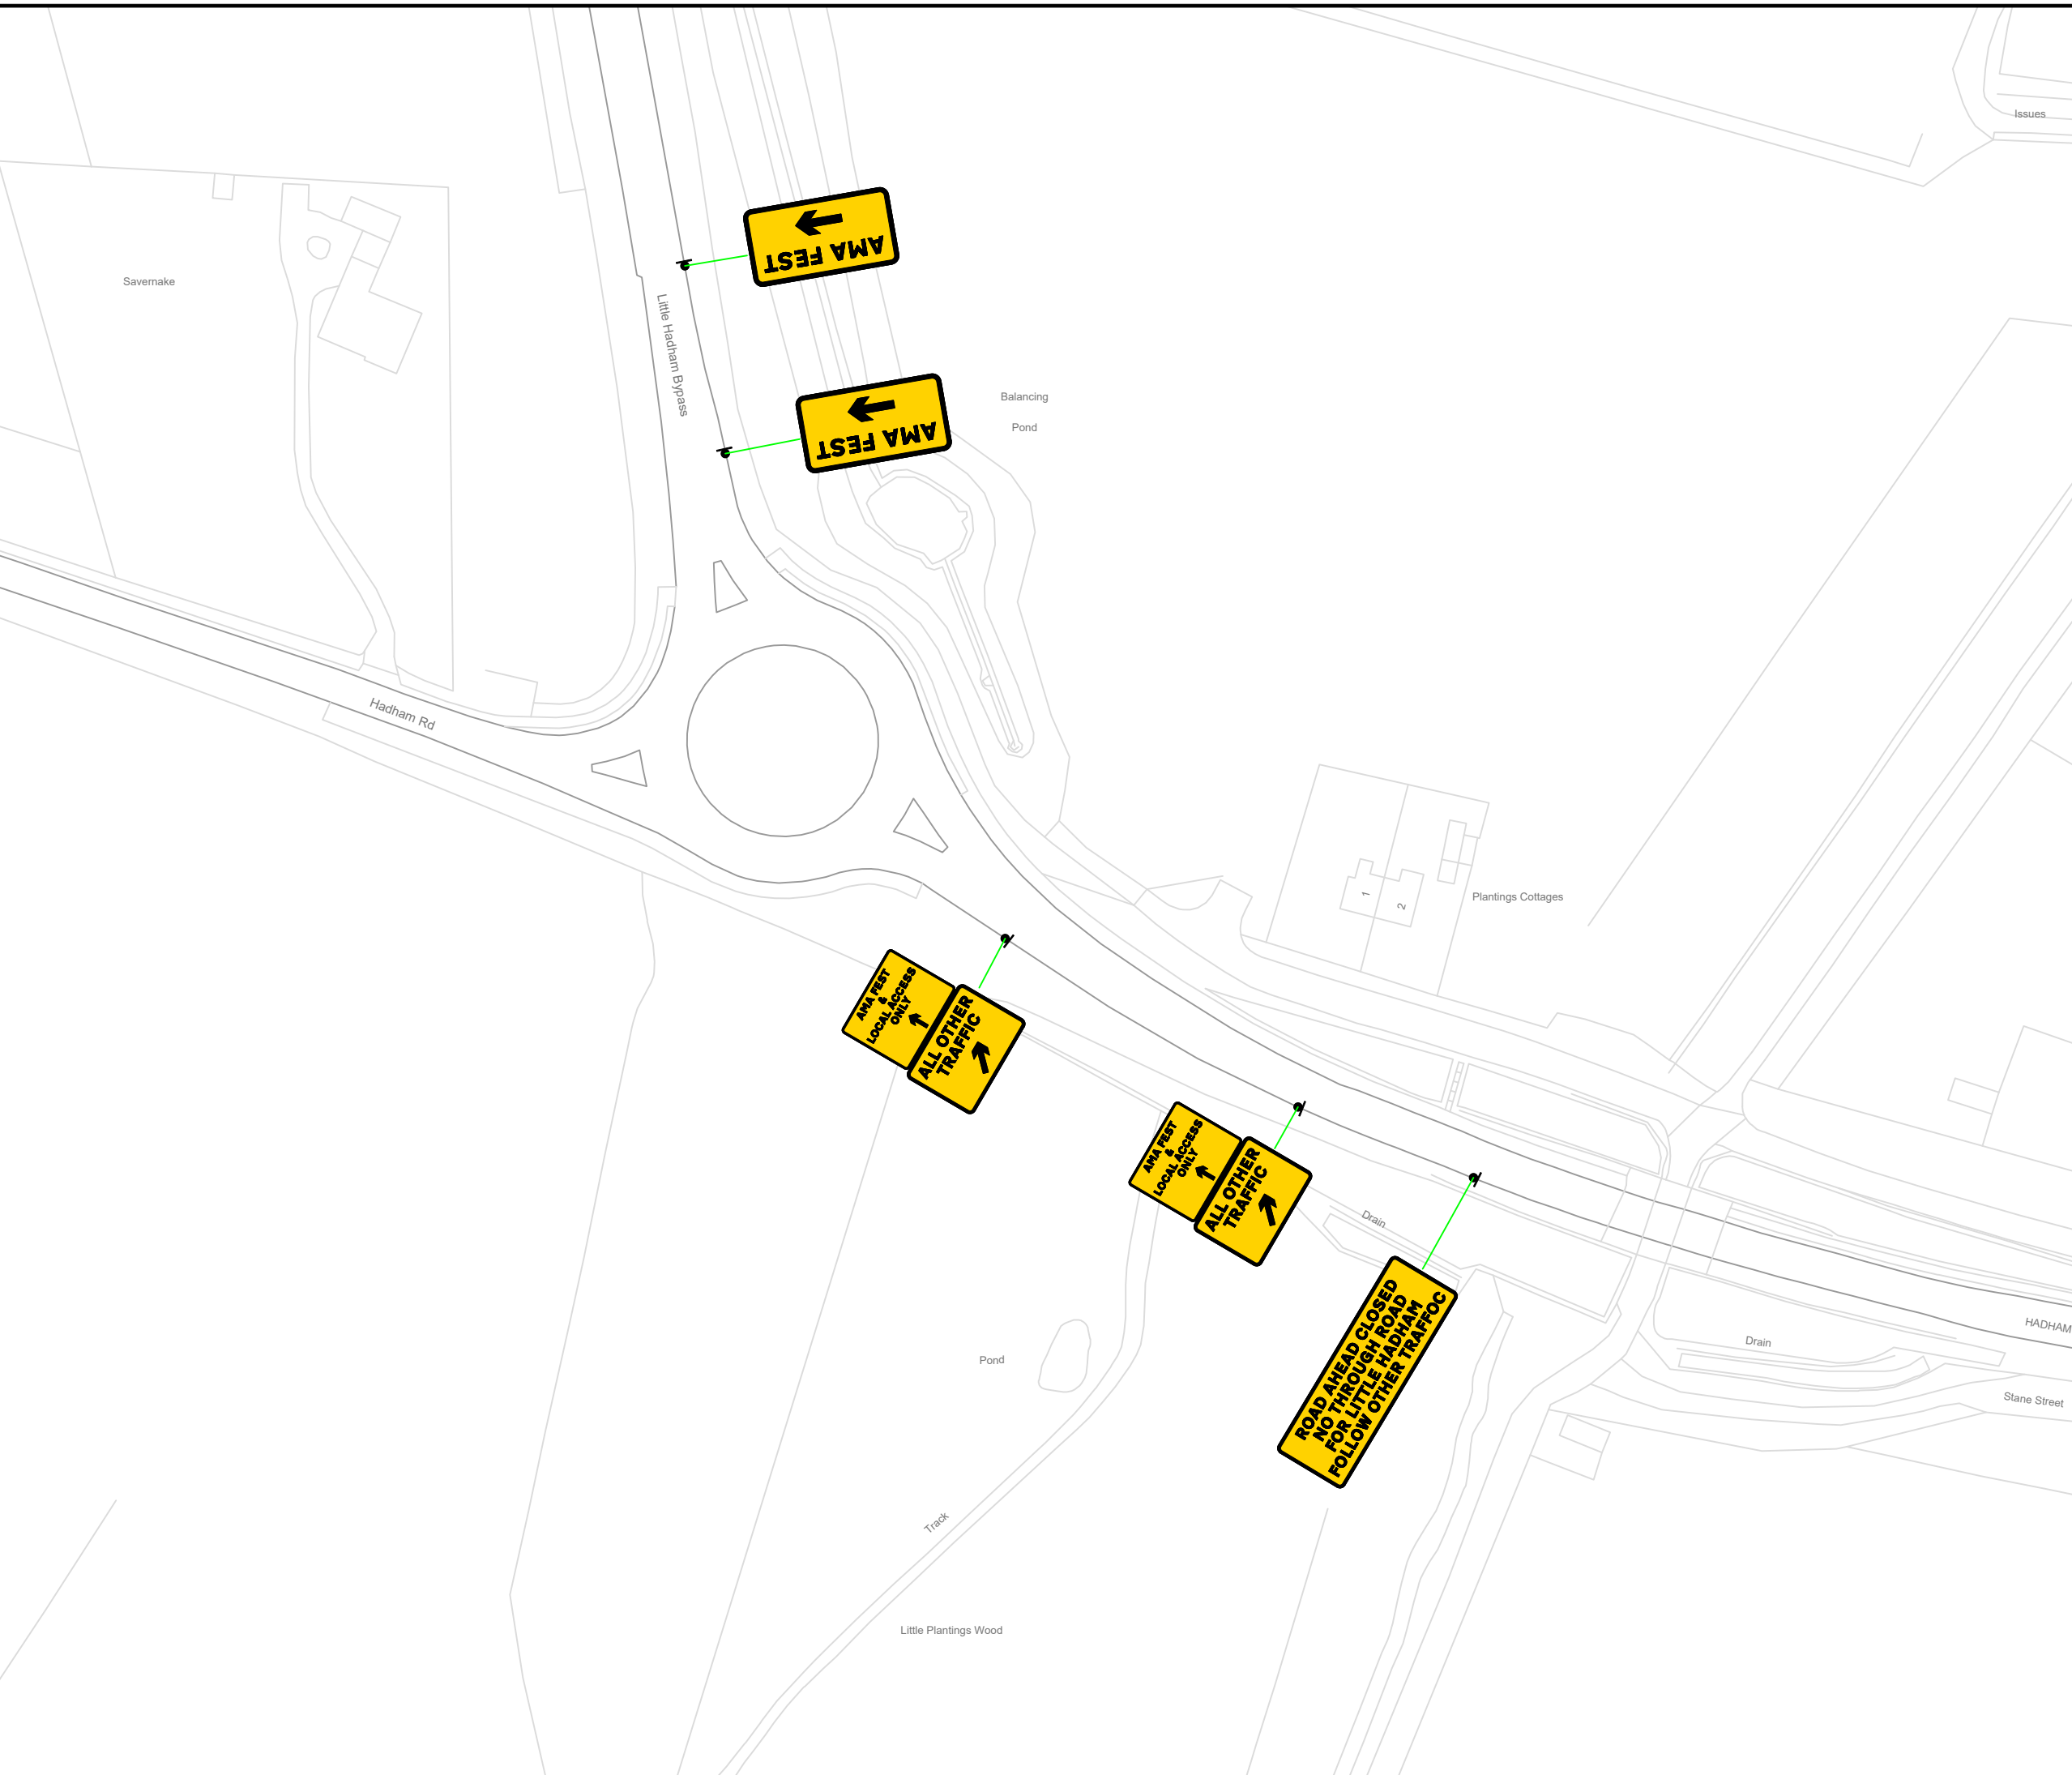 Issues
Savernake
AMA FEST
Little Hadham Bypass
Balancing
Pond
AMA FEST
Hadham Rd
1
2
Plantings Cottages
AMA FEST
&
LOCAL ACCESS
ONLY
ALL OTHER
TRAFFIC
AMA FEST
&
LOCAL ACCESS
ONLY
ALL OTHER
TRAFFIC
Drain
ROAD AHEAD CLOSED
NO THROUGH ROAD
FOR LITTLE HADHAM
FOLLOW OTHER TRAFFOC
HADHAM
Drain
Pond
Stane Street
Track
Little Plantings Wood